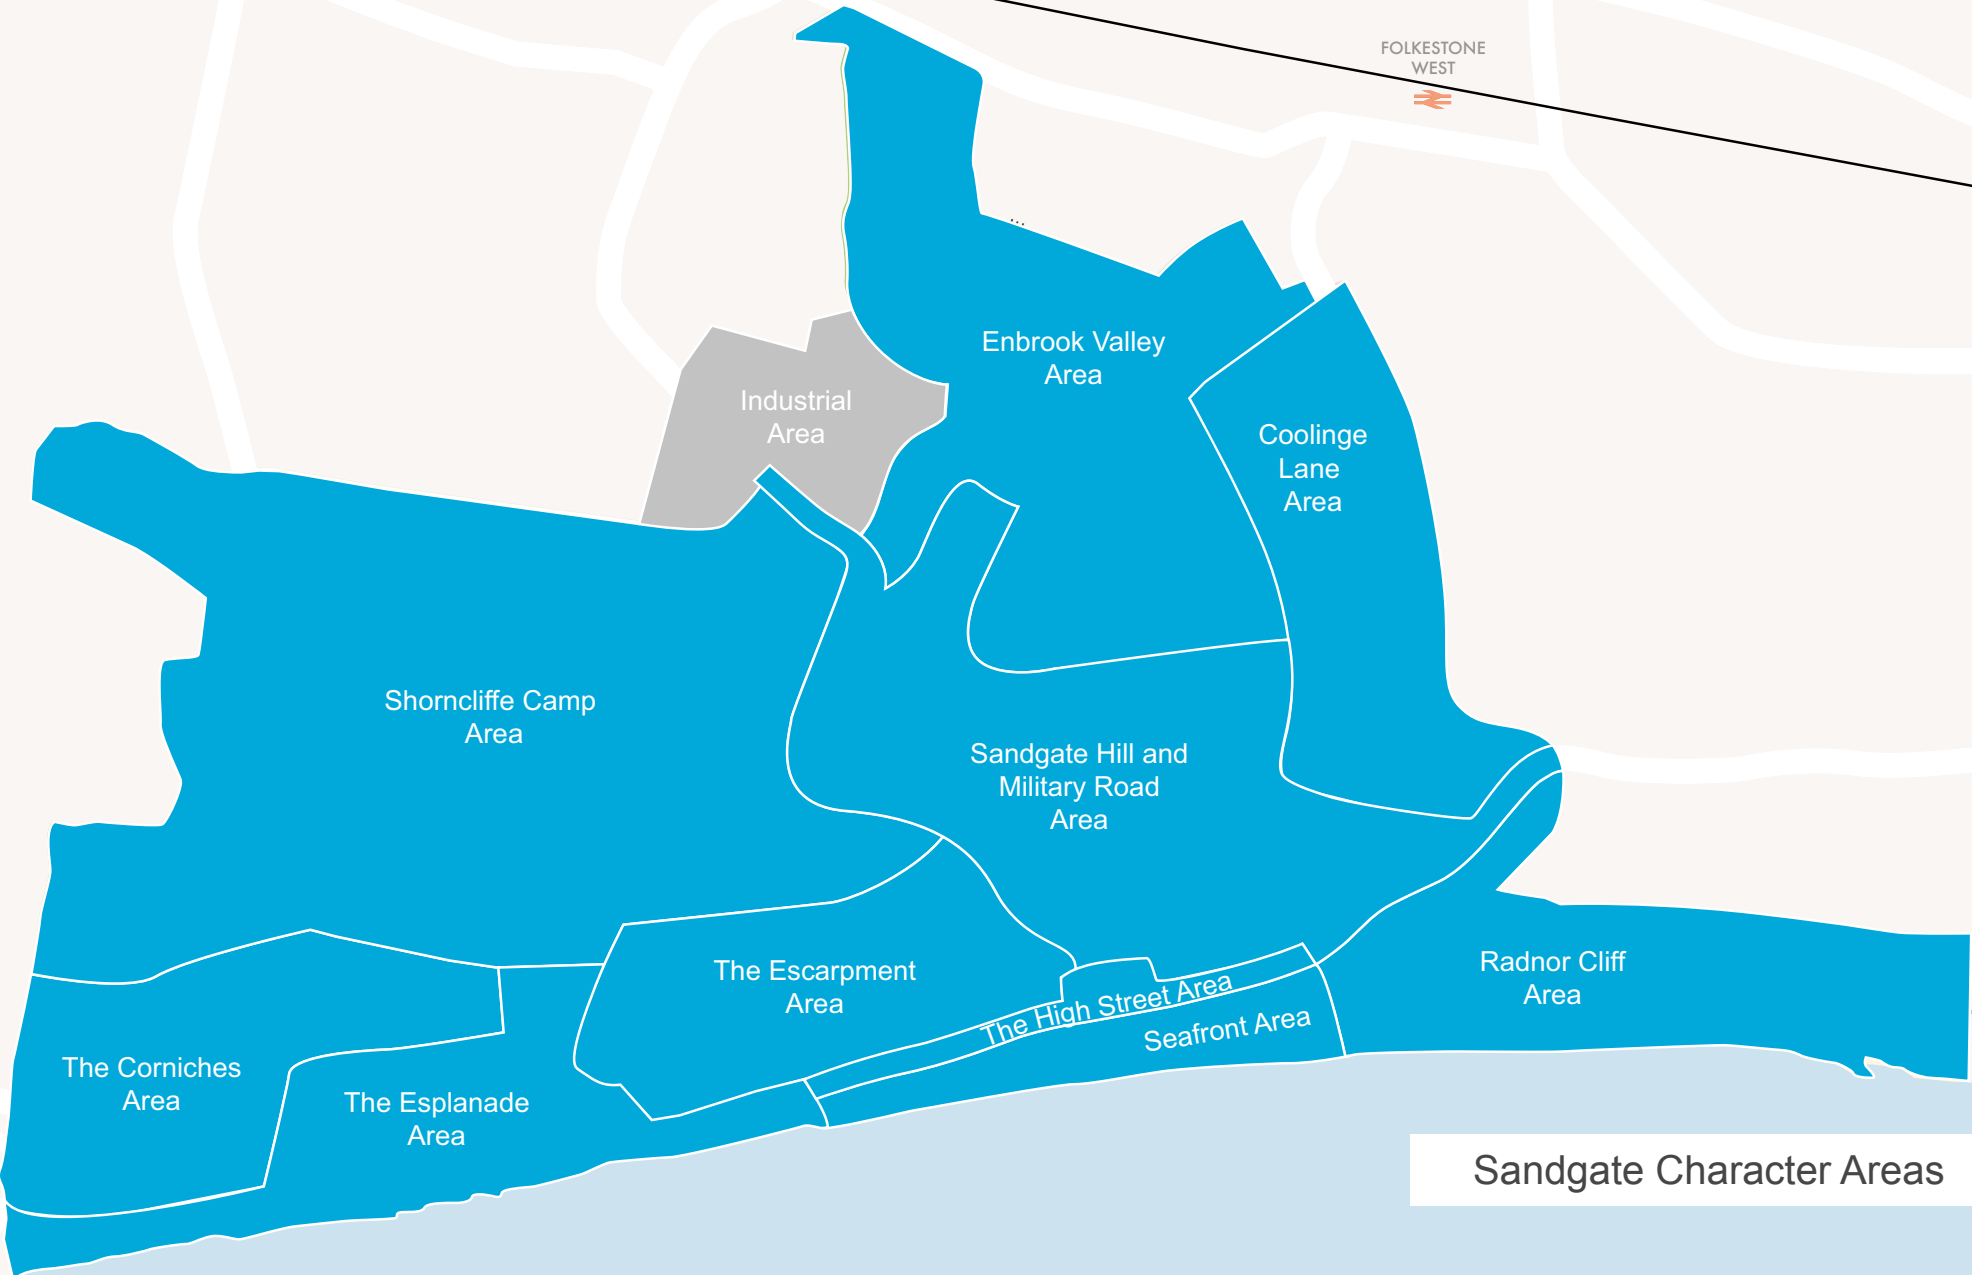 FOLKESTONE
WEST
Enbrook Valley
Area
Industrial
Area
Coolinge
Lane
Area
Shorncliffe Camp
Area
Sandgate Hill and
Military Road
Area
The Escarpment
Area
Radnor Cliff
Area
The High Street Area
Seafront Area
The Corniches
Area
The Esplanade
Area
Sandgate Character Areas